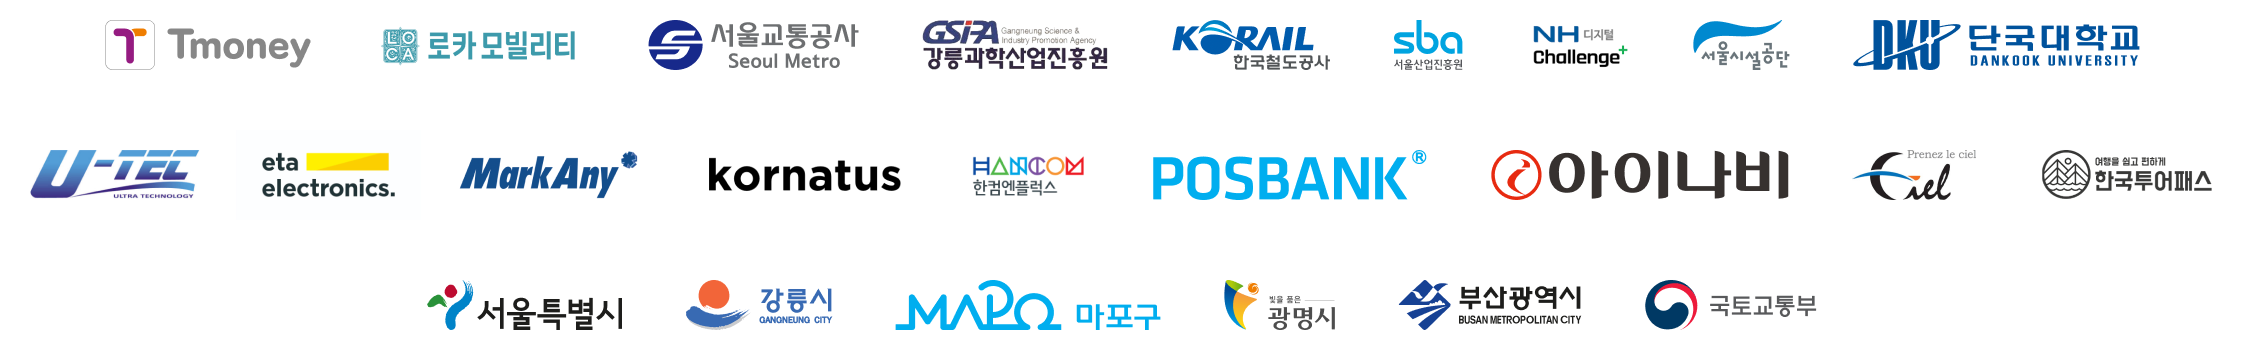 T Tmoney
LOCA 로카 모빌리티
서울교통공사
Seoul Metro
GSIPA Gangneung Science &
Industry Promotion Agency
강릉과학산업진흥원
KORAIL
한국철도공사
sba
서울산업진흥원
NH 디지털
Challenge+
서울시설공단
DKU 단국대학교
DANKOOK UNIVERSITY
U-TEC
ULTRA TECHNOLOGY
eta
electronics.
MarkAny
kornatus
HANCOM
한컴엔플럭스
POSBANK®
아이나비
Prenez le ciel
Ciel
여행을 쉽고 편하게
한국투어패스
서울특별시
강릉시
GANGNEUNG CITY
MAPO 마포구
빛을 품은
광명시
부산광역시
BUSAN METROPOLITAN CITY
국토교통부